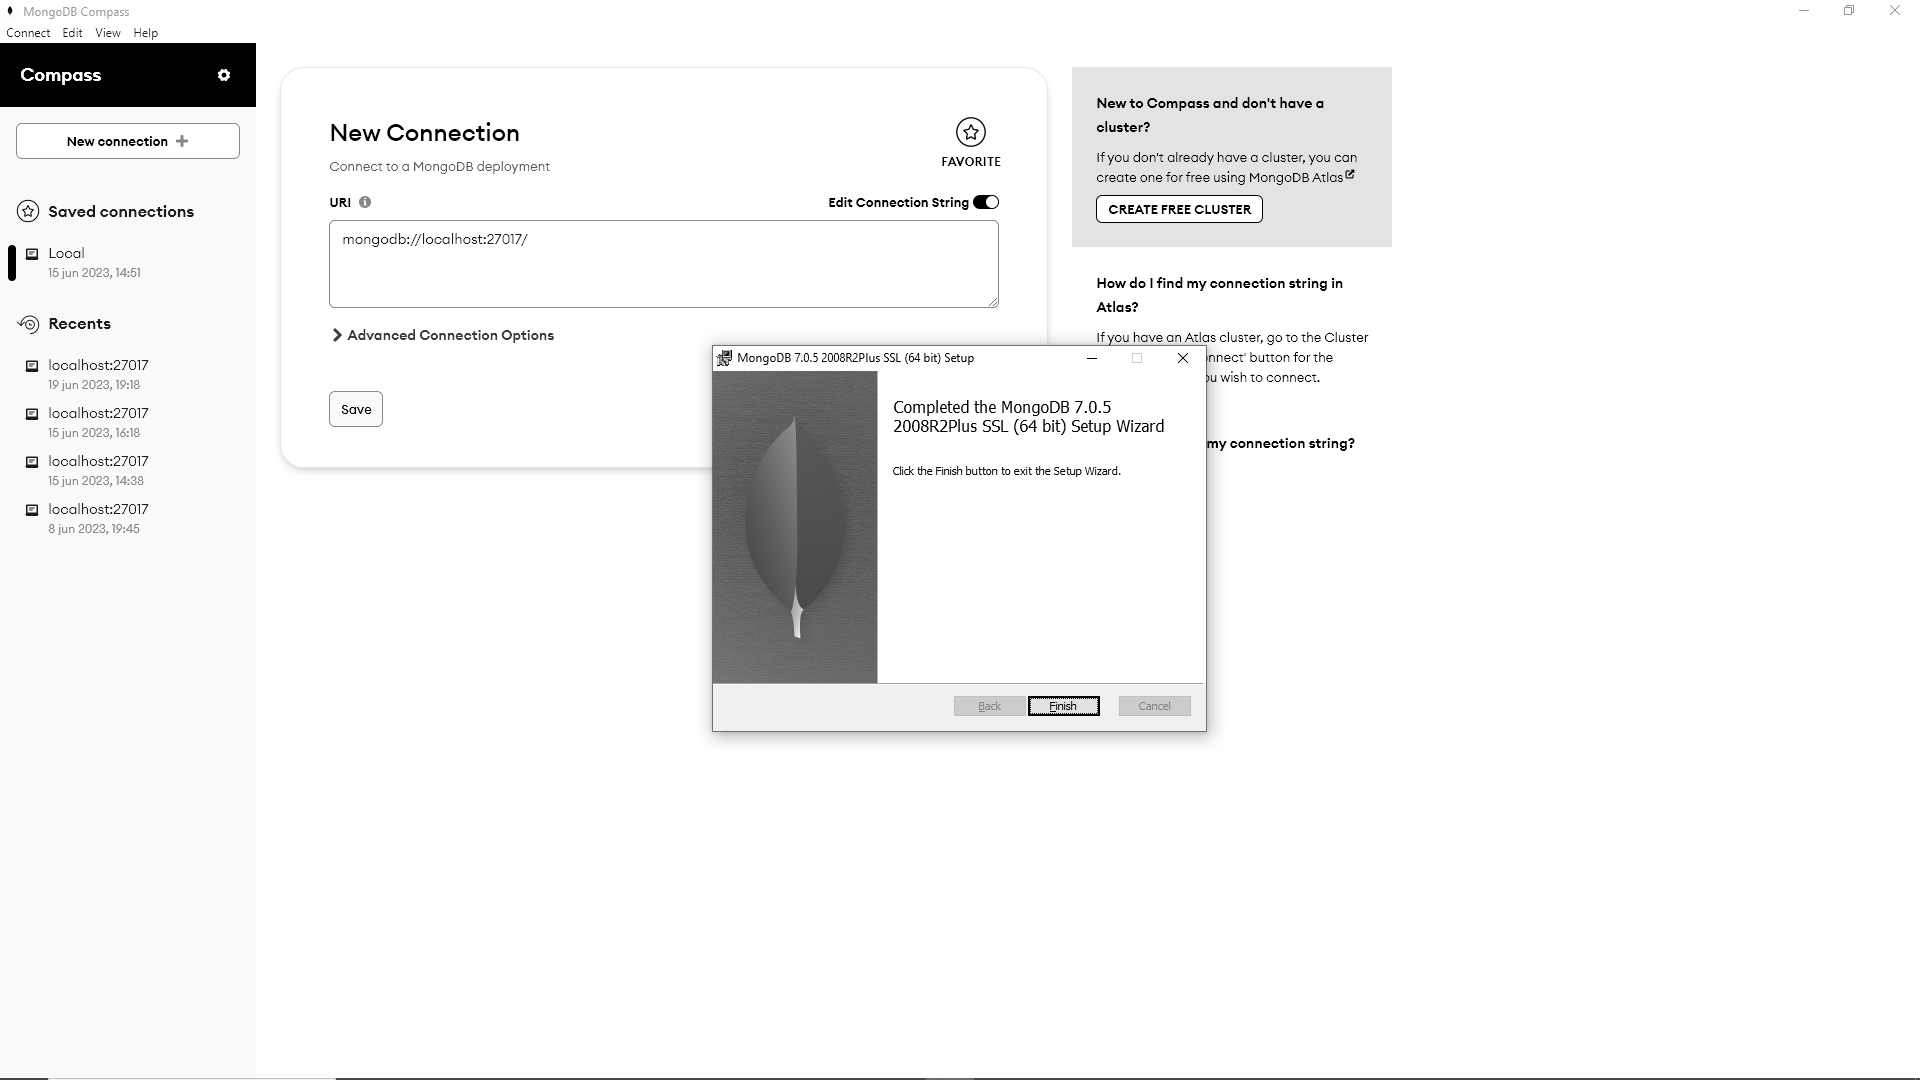 MongoDB Compass
Connect Edit View Help
Compass
New connection
Saved connections
Local
15 jun 2023, 14:51
Recents
localhost:27017
19 jun 2023, 19:18
localhost:27017
15 jun 2023, 16:18
localhost:27017
15 jun 2023, 14:38
localhost:27017
8 jun 2023, 19:45
New Connection
Connect to a MongoDB deployment
FAVORITE
URI
Edit Connection String
mongodb://localhost:27017/
Advanced Connection Options
Save
New to Compass and don't have a
cluster?
If you don't already have a cluster, you can
create one for free using MongoDB Atlas
CREATE FREE CLUSTER
How do I find my connection string in
Atlas?
If you have an Atlas cluster, go to the Cluster
nnect' button for the
u wish to connect.
my connection string?
MongoDB 7.0.5 2008R2Plus SSL (64 bit) Setup
Completed the MongoDB 7.0.5
2008R2Plus SSL (64 bit) Setup Wizard
Click the Finish button to exit the Setup Wizard.
Back
Finish
Cancel